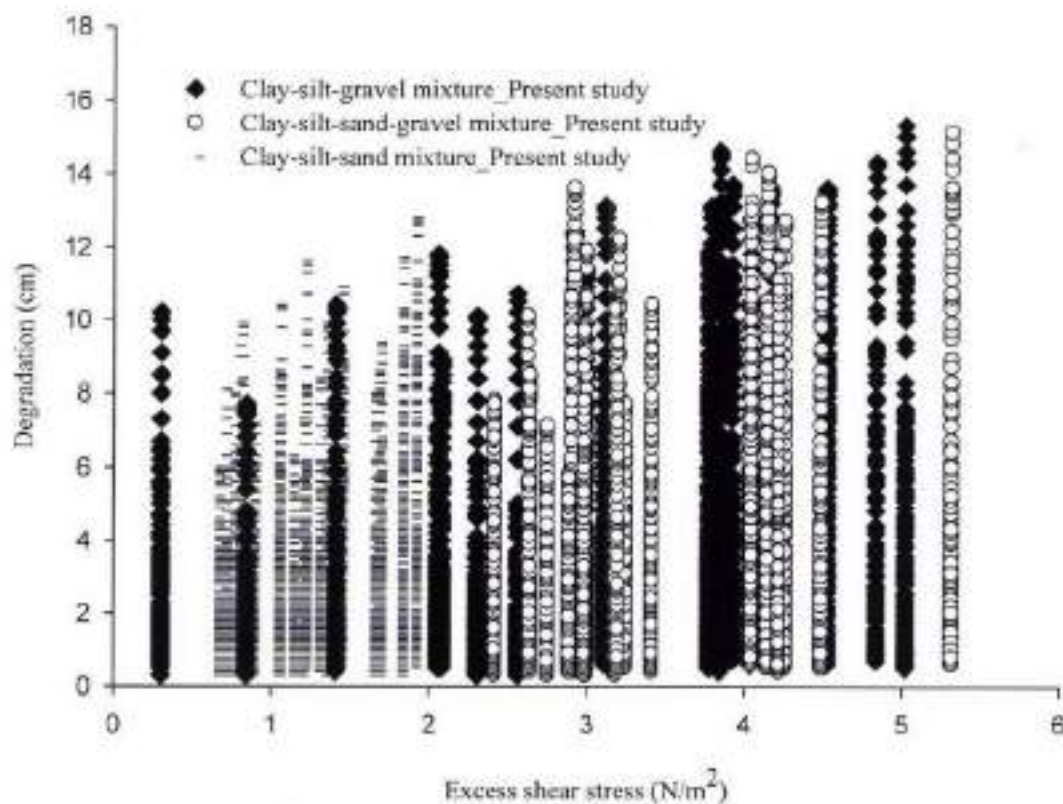 18
16
14
12
10
8
6
4
2
0
Degradation (cm)
Clay-silt-gravel mixture_Present study
Clay-silt-sand-gravel mixture_Present study
Clay-silt-sand mixture_Present study
0 1 2 3 4 5 6
Excess shear stress (N/m²)